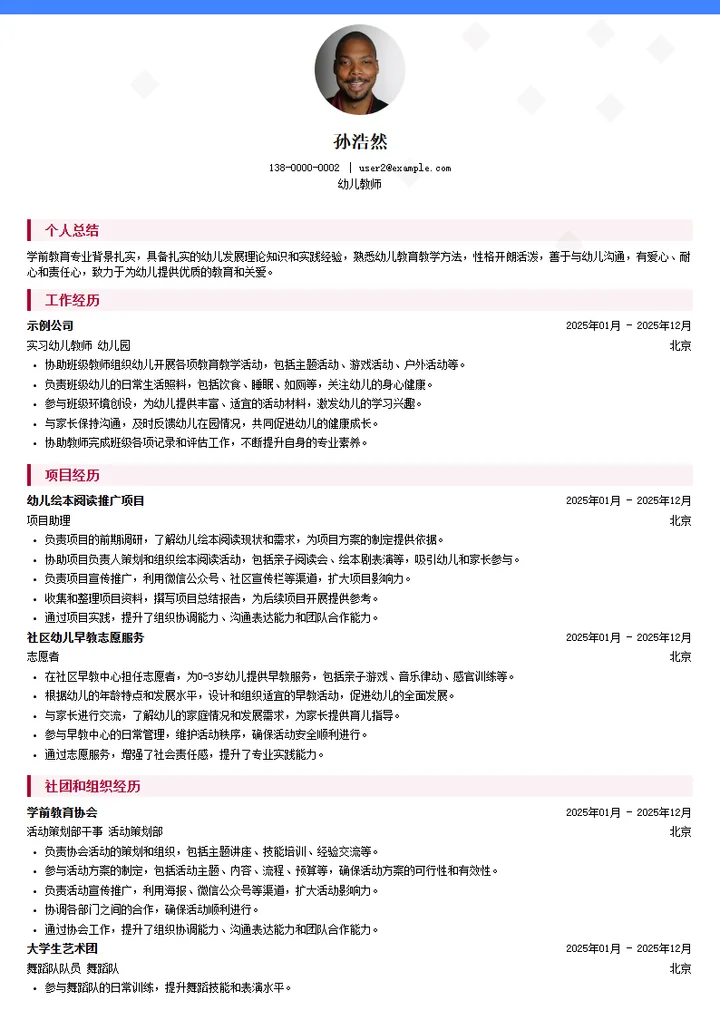 孙浩然
138-0000-0002 | user2@example.com
幼儿教师
个人总结
学前教育专业背景扎实，具备扎实的幼儿发展理论知识和实践经验，熟悉幼儿教育教学方法，性格开朗活泼，善于与幼儿沟通，有爱心、耐
心和责任心，致力于为幼儿提供优质的教育和关爱。
工作经历
示例公司 2025年01月 - 2025年12月
实习幼儿教师 幼儿园 北京
• 协助班级教师组织幼儿开展各项教育教学活动，包括主题活动、游戏活动、户外活动等。
• 负责班级幼儿的日常生活照料，包括饮食、睡眠、如厕等，关注幼儿的身心健康。
• 参与班级环境创设，为幼儿提供丰富、适宜的活动材料，激发幼儿的学习兴趣。
• 与家长保持沟通，及时反馈幼儿在园情况，共同促进幼儿的健康成长。
• 协助教师完成班级各项记录和评估工作，不断提升自身的专业素养。
项目经历
幼儿绘本阅读推广项目 2025年01月 - 2025年12月
项目助理 北京
• 负责项目的前期调研，了解幼儿绘本阅读现状和需求，为项目方案的制定提供依据。
• 协助项目负责人策划和组织绘本阅读活动，包括亲子阅读会、绘本剧表演等，吸引幼儿和家长参与。
• 负责项目宣传推广，利用微信公众号、社区宣传栏等渠道，扩大项目影响力。
• 收集和整理项目资料，撰写项目总结报告，为后续项目开展提供参考。
• 通过项目实践，提升了组织协调能力、沟通表达能力和团队合作能力。
社区幼儿早教志愿服务 2025年01月 - 2025年12月
志愿者 北京
• 在社区早教中心担任志愿者，为0-3岁幼儿提供早教服务，包括亲子游戏、音乐律动、感官训练等。
• 根据幼儿的年龄特点和发展水平，设计和组织适宜的早教活动，促进幼儿的全面发展。
• 与家长进行交流，了解幼儿的家庭情况和发展需求，为家长提供育儿指导。
• 参与早教中心的日常管理，维护活动秩序，确保活动安全顺利进行。
• 通过志愿服务，增强了社会责任感，提升了专业实践能力。
社团和组织经历
学前教育协会 2025年01月 - 2025年12月
活动策划部干事 活动策划部 北京
• 负责协会活动的策划和组织，包括主题讲座、技能培训、经验交流等。
• 参与活动方案的制定，包括活动主题、内容、流程、预算等，确保活动方案的可行性和有效性。
• 负责活动宣传推广，利用海报、微信公众号等渠道，扩大活动影响力。
• 协调各部门之间的合作，确保活动顺利进行。
• 通过协会工作，提升了组织协调能力、沟通表达能力和团队合作能力。
大学生艺术团 2025年01月 - 2025年12月
舞蹈队队员 舞蹈队 北京
• 参与舞蹈队的日常训练，提升舞蹈技能和表演水平。